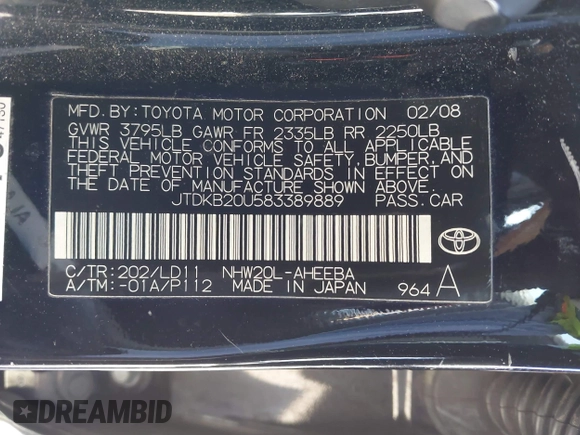 MFD.BY:TOYOTA MOTOR CORPORATION 02/08
GVWR 3795LB GAWR FR 2335LB RR 2250LB
THIS VEHICLE CONFORMS TO ALL APPLICABLE
FEDERAL MOTOR VEHICLE SAFETY,BUMPER,AND
THEFT PREVENTION STANDARDS IN EFFECT ON
THE DATE OF MANUFACTURE SHOWN ABOVE.
JTDKB20U583389889 PASS.CAR
C/TR:202/LD11 NHW20L-AHEEBA
A/TM:-01A/P112 MADE IN JAPAN 964 A
DREAMBID